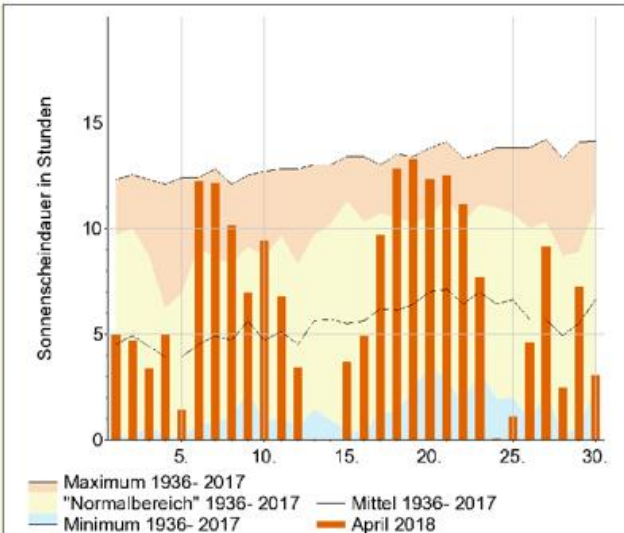 Sonnenscheindauer in Stunden
15
10
5
0
5. 10. 15. 20. 25. 30.
Maximum 1936- 2017
"Normalbereich" 1936- 2017
Mittel 1936- 2017
Minimum 1936- 2017
April 2018